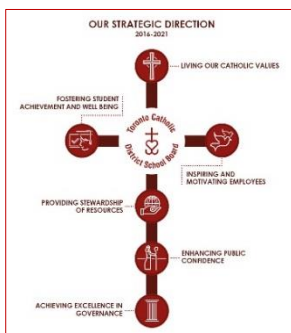 OUR STRATEGIC DIRECTION
2016-2021
LIVING OUR CATHOLIC VALUES
FOSTERING STUDENT
ACHIEVEMENT AND WELL BEING
Toronto Catholic
District School Board
INSPIRING AND
MOTIVATING EMPLOYEES
PROVIDING STEWARDSHIP
OF RESOURCES
ENHANCING PUBLIC
CONFIDENCE
ACHIEVING EXCELLENCE IN
GOVERNANCE